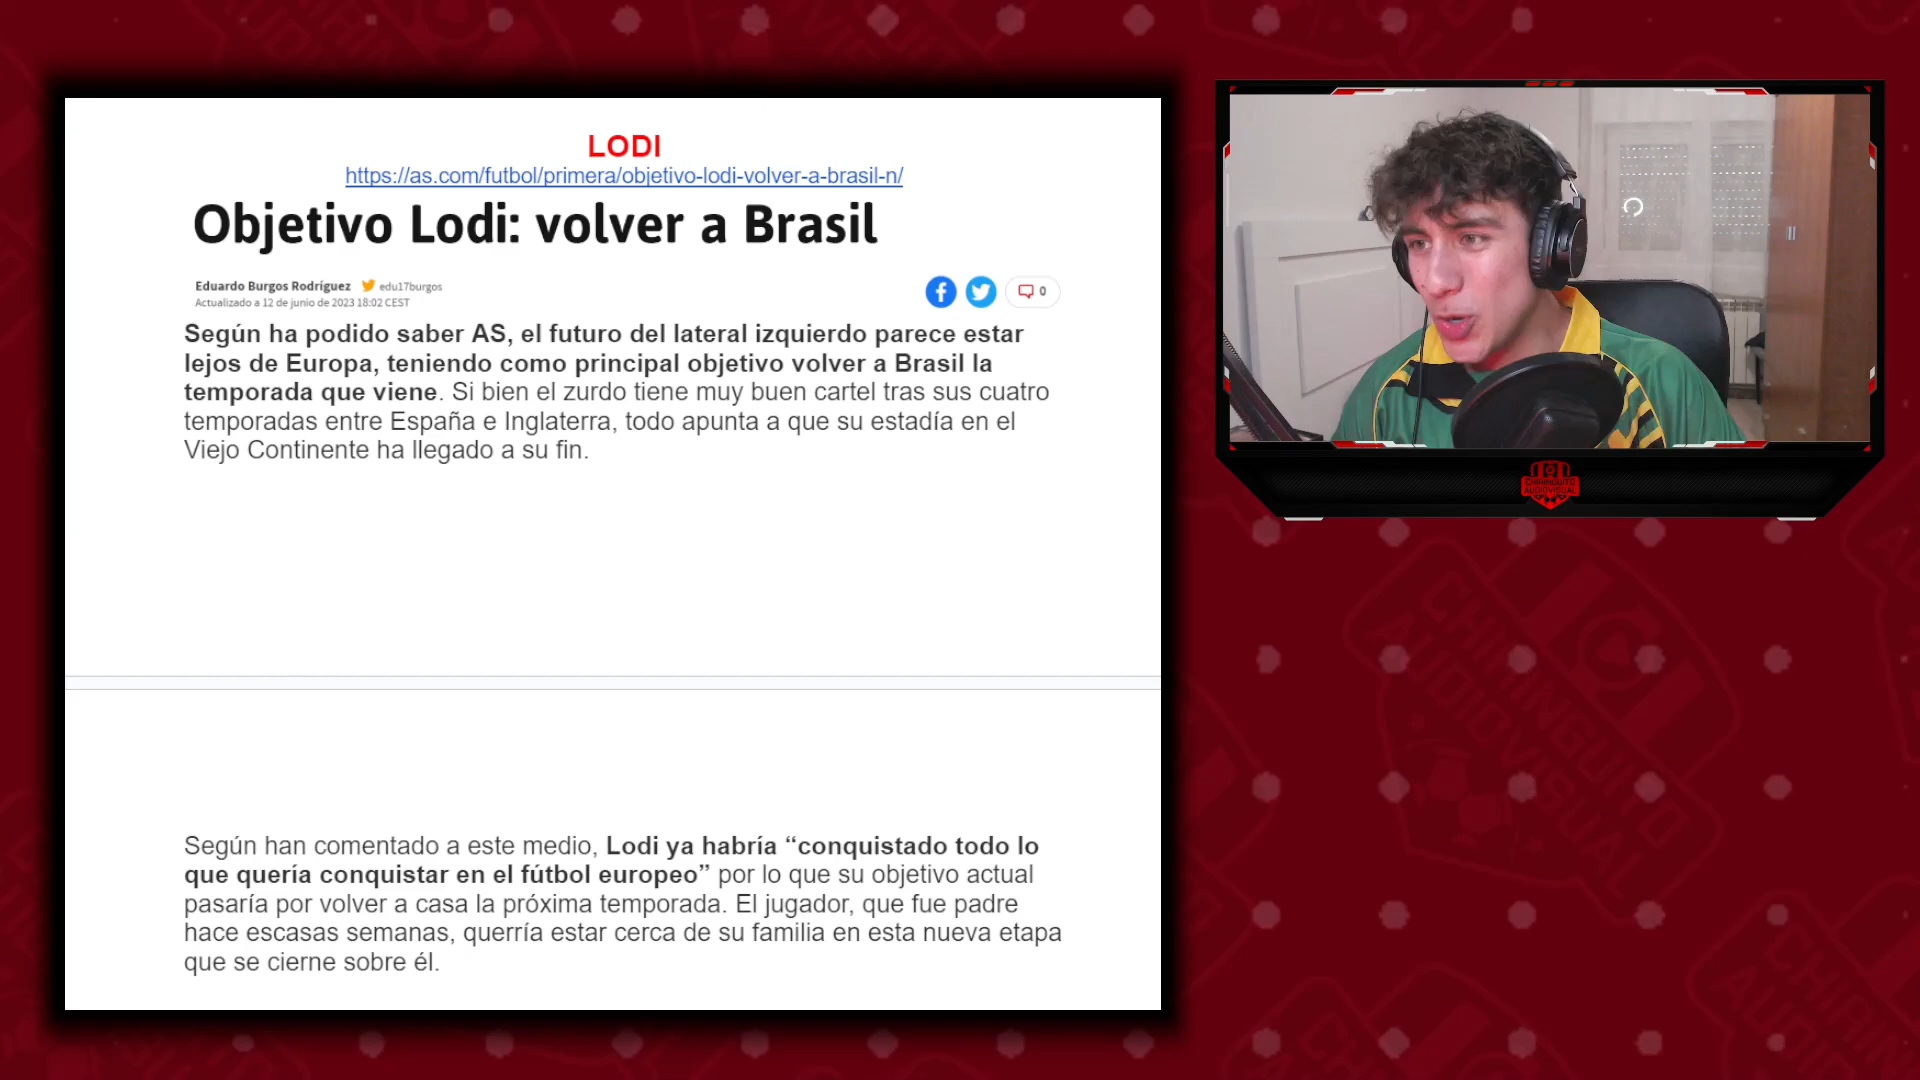 LODI
https://as.com/futbol/primera/objetivo-lodi-volver-a-brasil-n/
Objetivo Lodi: volver a Brasil
Eduardo Burgos Rodríguez edu17burgos
Actualizado a 12 de junio de 2023 18:02 CEST
0
Según ha podido saber AS, el futuro del lateral izquierdo parece estar
lejos de Europa, teniendo como principal objetivo volver a Brasil la
temporada que viene. Si bien el zurdo tiene muy buen cartel tras sus cuatro
temporadas entre España e Inglaterra, todo apunta a que su estadía en el
Viejo Continente ha llegado a su fin.
Según han comentado a este medio, Lodi ya habría “conquistado todo lo
que quería conquistar en el fútbol europeo” por lo que su objetivo actual
pasaría por volver a casa la próxima temporada. El jugador, que fue padre
hace escasas semanas, querría estar cerca de su familia en esta nueva etapa
que se cierne sobre él.
CHIRINGUITO
AUDIOVISUAL
CHIRINGUITO
AUDIOVISUAL